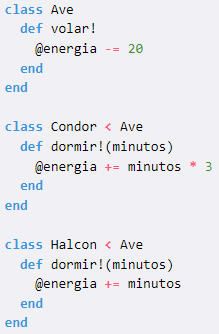 class Ave
  def volar!
    @energia -= 20
  end
end

class Condor < Ave
  def dormir!(minutos)
    @energia += minutos * 3
  end
end

class Halcon < Ave
  def dormir!(minutos)
    @energia += minutos
  end
end